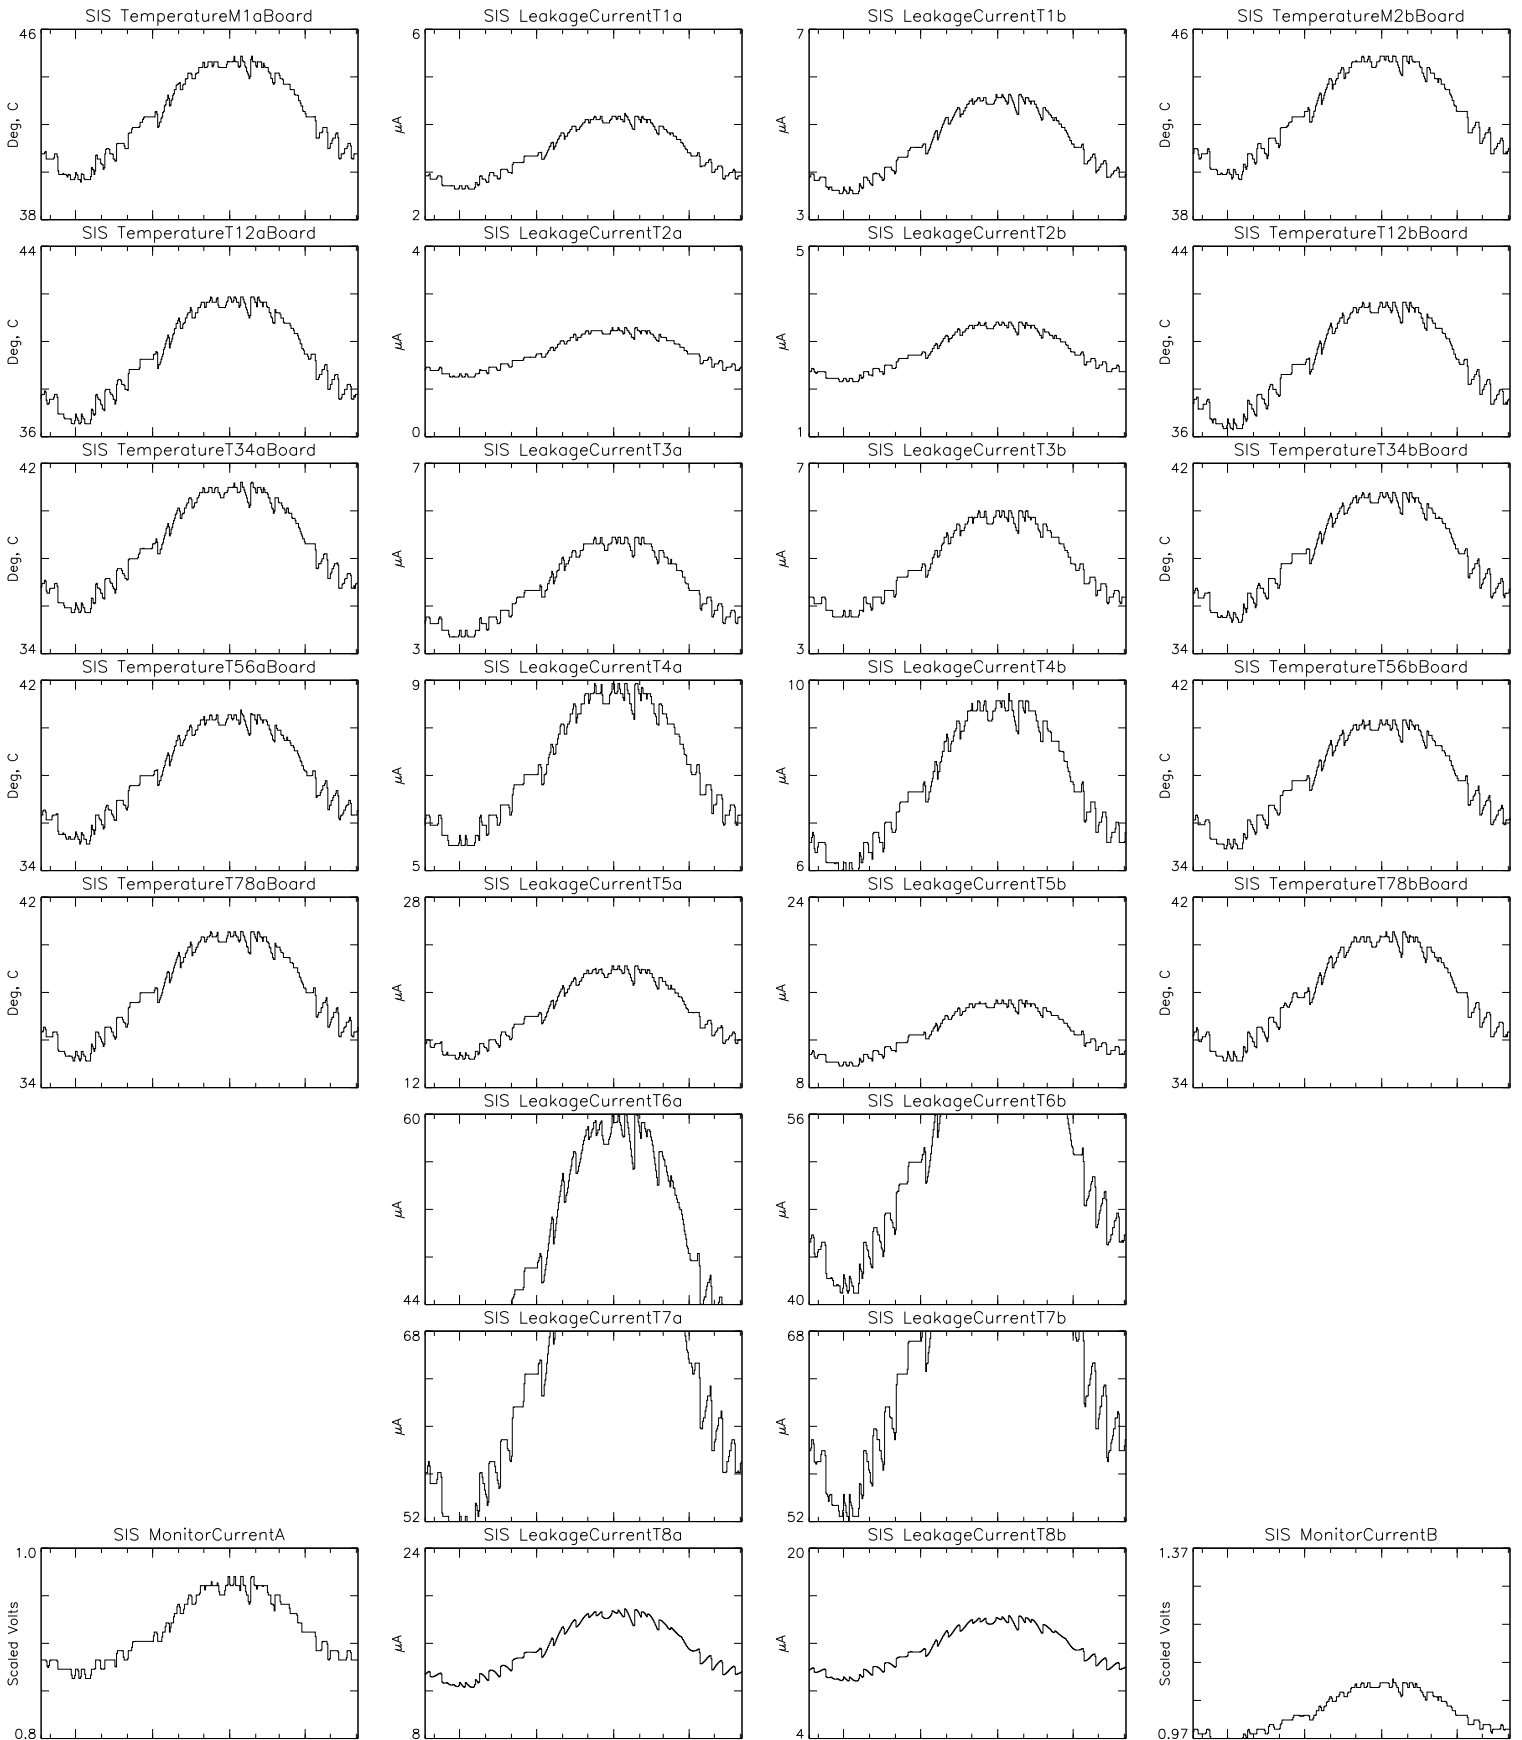 SIS TemperatureM1aBoard
46
Deg, C
38
SIS LeakageCurrentT1a
6
μA
2
SIS LeakageCurrentT1b
7
μA
3
SIS TemperatureM2bBoard
46
Deg, C
38
SIS TemperatureT12aBoard
44
Deg, C
36
SIS LeakageCurrentT2a
4
μA
0
SIS LeakageCurrentT2b
5
μA
1
SIS TemperatureT12bBoard
44
Deg, C
36
SIS TemperatureT34aBoard
42
Deg, C
34
SIS LeakageCurrentT3a
7
μA
3
SIS LeakageCurrentT3b
7
μA
3
SIS TemperatureT34bBoard
42
Deg, C
34
SIS TemperatureT56aBoard
42
Deg, C
34
SIS LeakageCurrentT4a
9
μA
5
SIS LeakageCurrentT4b
10
μA
6
SIS TemperatureT56bBoard
42
Deg, C
34
SIS TemperatureT78aBoard
42
Deg, C
34
SIS LeakageCurrentT5a
28
μA
12
SIS LeakageCurrentT5b
24
μA
8
SIS TemperatureT78bBoard
42
Deg, C
34
SIS LeakageCurrentT6a
60
μA
44
SIS LeakageCurrentT6b
56
μA
40
SIS LeakageCurrentT7a
68
μA
52
SIS LeakageCurrentT7b
68
μA
52
SIS MonitorCurrentA
1.0
Scaled Volts
0.8
SIS LeakageCurrentT8a
24
μA
8
SIS LeakageCurrentT8b
20
μA
4
SIS MonitorCurrentB
1.37
Scaled Volts
0.97